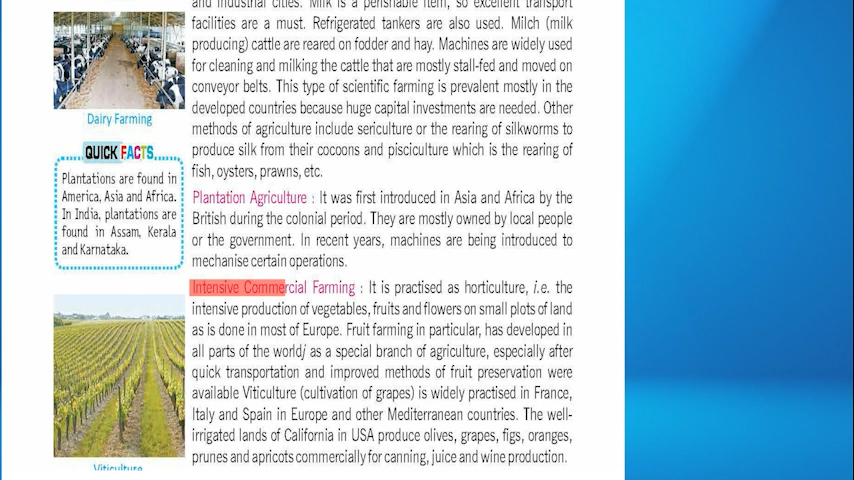 and industrial cities. Milk is a perishable item, so excellent transport
facilities are a must. Refrigerated tankers are also used. Milch (milk
producing) cattle are reared on fodder and hay. Machines are widely used
for cleaning and milking the cattle that are mostly stall-fed and moved on
conveyor belts. This type of scientific farming is prevalent mostly in the
developed countries because huge capital investments are needed. Other
methods of agriculture include sericulture or the rearing of silkworms to
produce silk from their cocoons and pisciculture which is the rearing of
fish, oysters, prawns, etc.
Dairy Farming
QUICK FACTS
Plantations are found in
America, Asia and Africa.
In India, plantations are
found in Assam, Kerala
and Karnataka.
Plantation Agriculture : It was first introduced in Asia and Africa by the
British during the colonial period. They are mostly owned by local people
or the government. In recent years, machines are being introduced to
mechanise certain operations.
Intensive Commercial Farming : It is practised as horticulture, i.e. the
intensive production of vegetables, fruits and flowers on small plots of land
as is done in most of Europe. Fruit farming in particular, has developed in
all parts of the worldj as a special branch of agriculture, especially after
quick transportation and improved methods of fruit preservation were
available Viticulture (cultivation of grapes) is widely practised in France,
Italy and Spain in Europe and other Mediterranean countries. The well-
irrigated lands of California in USA produce olives, grapes, figs, oranges,
prunes and apricots commercially for canning, juice and wine production.
Viticulture